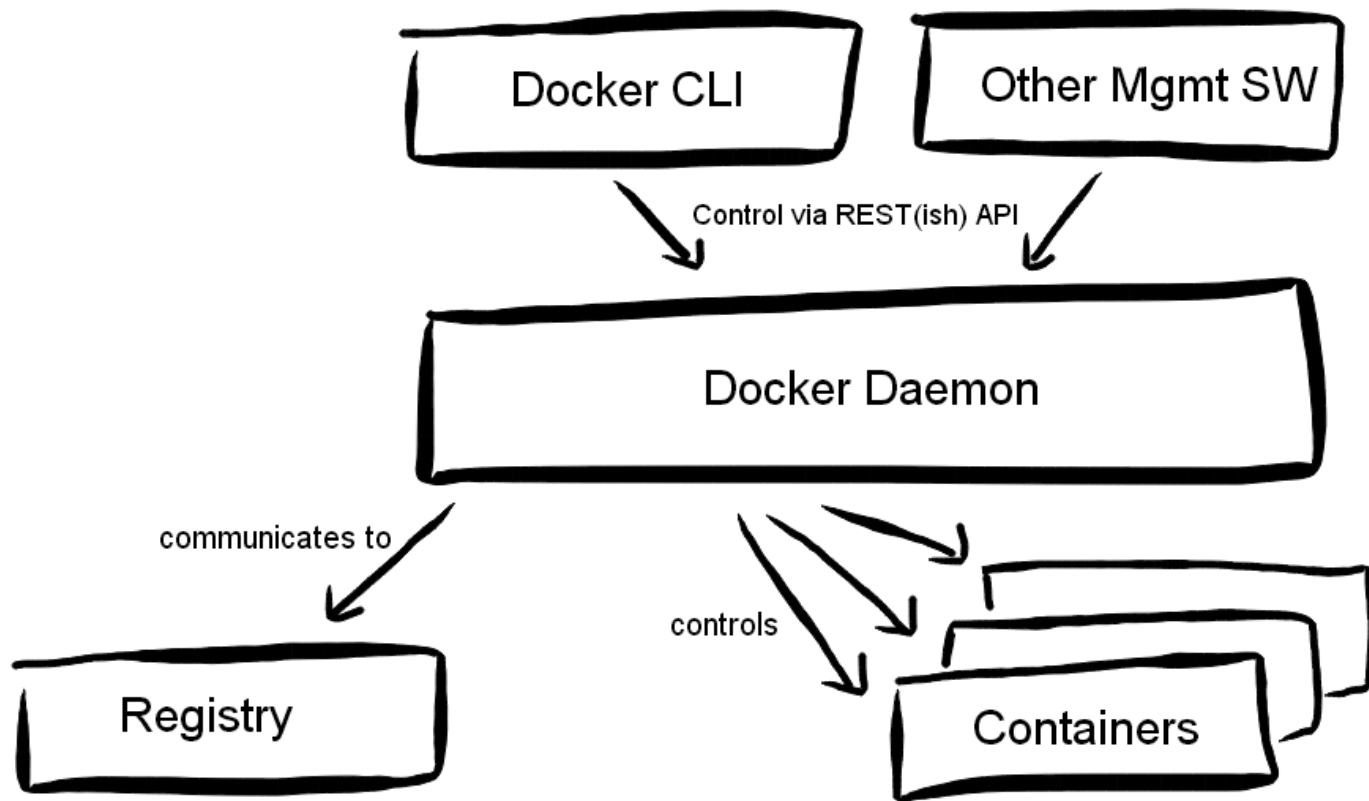 Docker CLI
Other Mgmt SW
Control via REST(ish) API
Docker Daemon
communicates to
controls
Registry
Containers